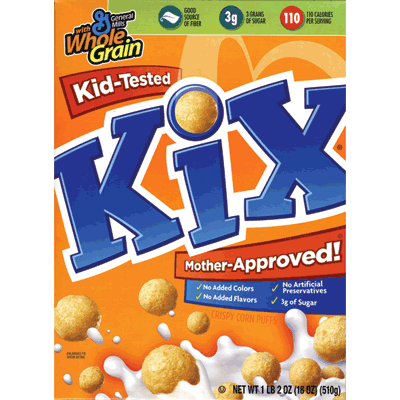 with
Whole
Grain
General
Mills
GOOD
SOURCE
OF FIBER
3g
3 GRAMS
OF SUGAR
110
110 CALORIES
PER SERVING
Kid-Tested
KiX
Mother-Approved!
✓ No Added Colors
✓ No Added Flavors
✓ No Artificial
Preservatives
✓ 3g of Sugar
CRISPY CORN PUFFS
NET WT 1 LB 2 OZ (18 OZ) (510g)